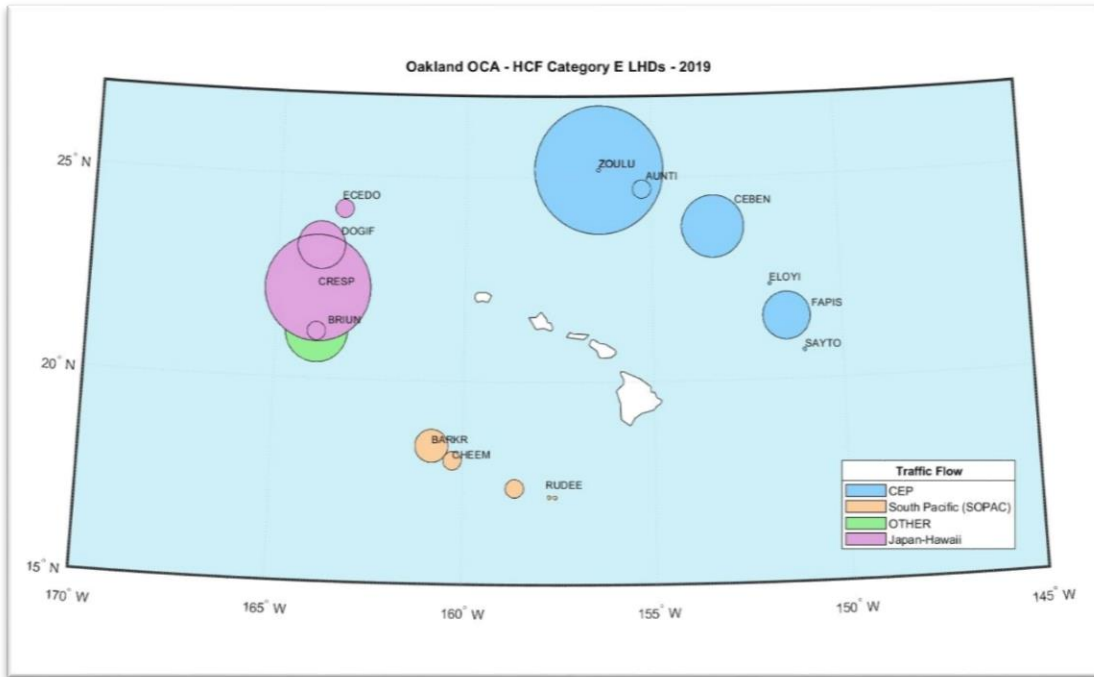 Oakland OCA - HCF Category E LHDs - 2019
25° N
20° N
15° N
170° W
165° W
160° W
155° W
150° W
145° W
ZOULU
AUNTI
ECEDO
CEBEN
DOGIF
CRESP
ELOYI
FAPIS
BRIUN
SAYTO
BARKR
CHEEM
RUDEE
Traffic Flow
CEP
South Pacific (SOPAC)
OTHER
Japan-Hawaii